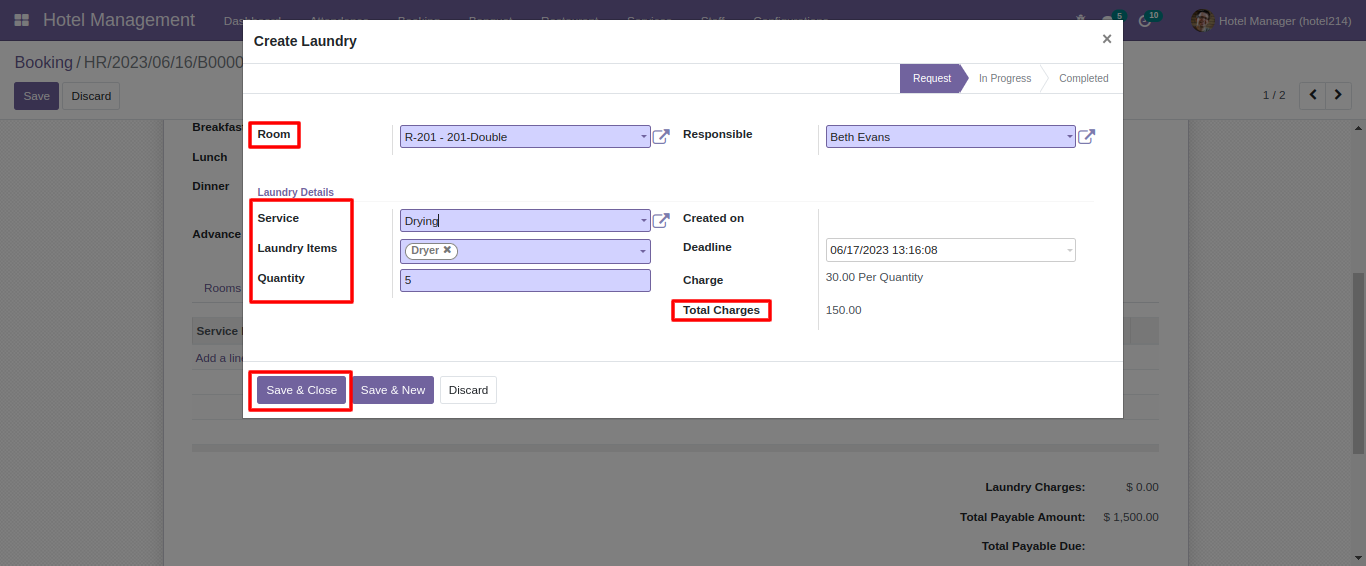 Hotel Management Dashboard Attendance Booking Banquet Restaurant Services Staff Configurations 5 10 Hotel Manager (hotel214)
Create Laundry ×
Booking / HR/2023/06/16/B0000
Request In Progress Completed
Save Discard 1 / 2
Breakfast
Room R-201 - 201-Double Responsible Beth Evans
Lunch
Dinner
Laundry Details
Service Drying Created on
Advance
Laundry Items Dryer ✖ Deadline 06/17/2023 13:16:08
Quantity 5 Charge 30.00 Per Quantity
Rooms
Total Charges 150.00
Service
Add a line
Save & Close Save & New Discard
Laundry Charges: $ 0.00
Total Payable Amount: $ 1,500.00
Total Payable Due: